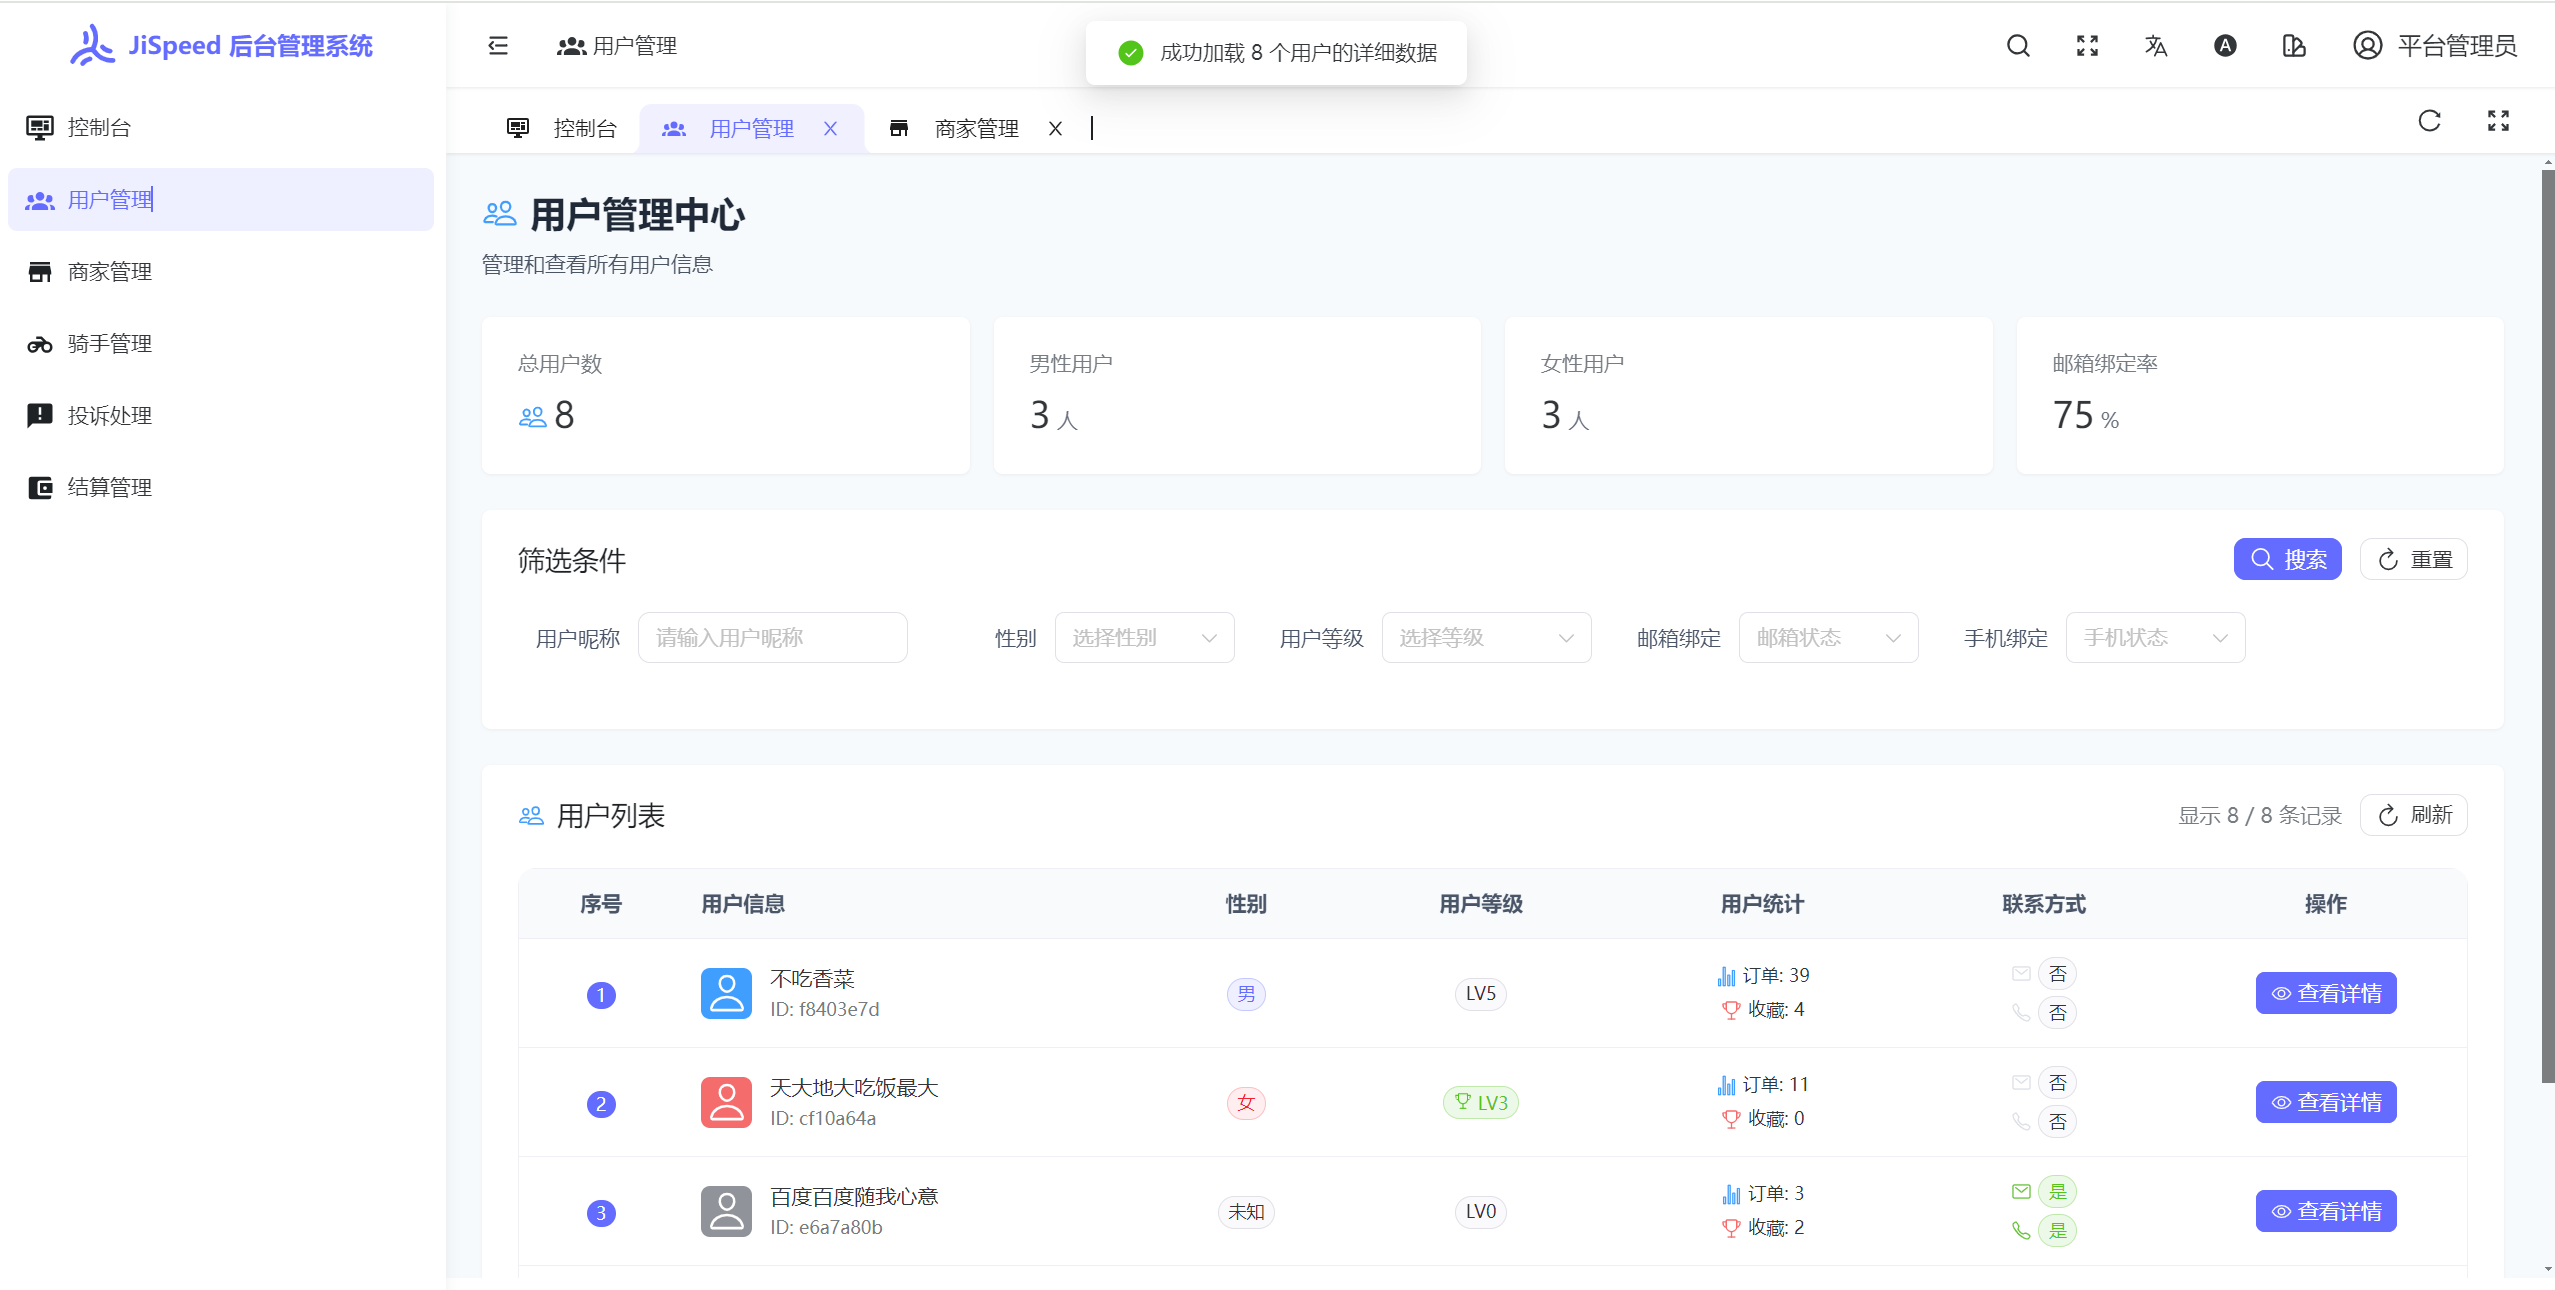 JiSpeed 后台管理系统
用户管理
成功加载 8 个用户的详细数据
平台管理员
控制台
用户管理
商家管理
骑手管理
投诉处理
结算管理
控制台
用户管理
商家管理
用户管理中心
管理和查看所有用户信息
总用户数
8
男性用户
3 人
女性用户
3 人
邮箱绑定率
75 %
筛选条件
搜索
重置
用户昵称 请输入用户昵称 性别 选择性别 用户等级 选择等级 邮箱绑定 邮箱状态 手机绑定 手机状态
用户列表
显示 8 / 8 条记录
刷新
序号 用户信息 性别 用户等级 用户统计 联系方式 操作
1
不吃香菜
ID: f8403e7d
男
LV5
订单: 39
收藏: 4
否
否
查看详情
2
天大地大吃饭最大
ID: cf10a64a
女
LV3
订单: 11
收藏: 0
否
否
查看详情
3
百度百度随我心意
ID: e6a7a80b
未知
LV0
订单: 3
收藏: 2
是
是
查看详情